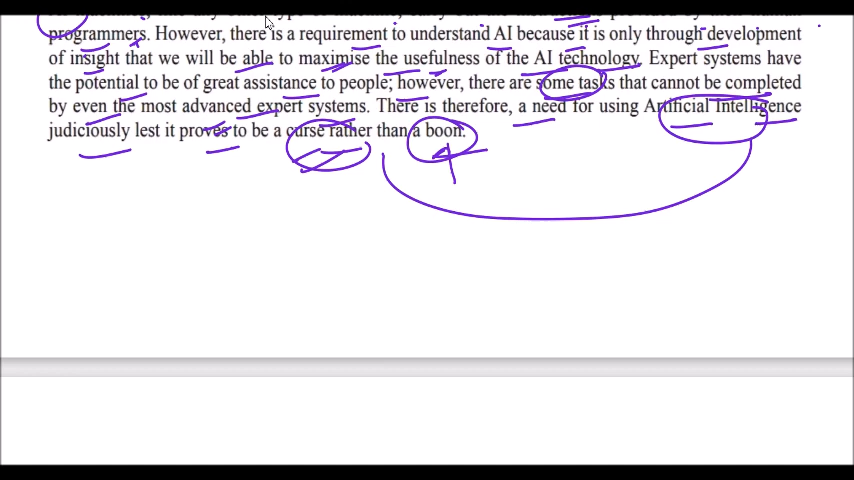 programmers. However, there is a requirement to understand AI because it is only through development
of insight that we will be able to maximise the usefulness of the AI technology. Expert systems have
the potential to be of great assistance to people; however, there are some tasks that cannot be completed
by even the most advanced expert systems. There is therefore, a need for using Artificial Intelligence
judiciously lest it proves to be a curse rather than a boon.